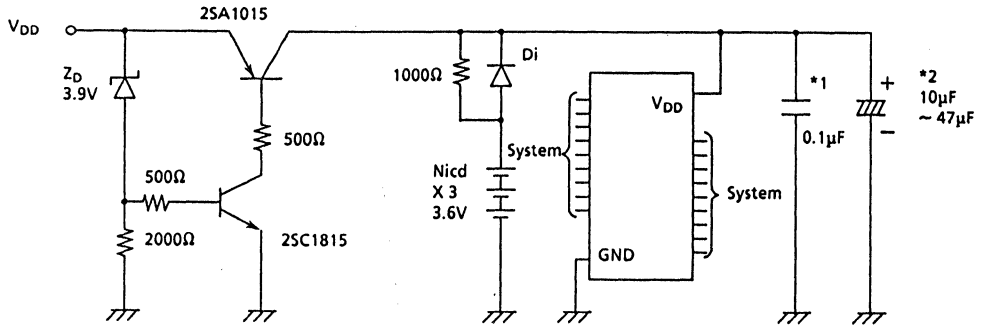 2SA1015
VDD
ZD
3.9V
500Ω
500Ω
2000Ω
2SC1815
1000Ω
Di
Nicd
X 3
3.6V
System
VDD
GND
System
*1
0.1μF
+
−
*2
10μF
~ 47μF